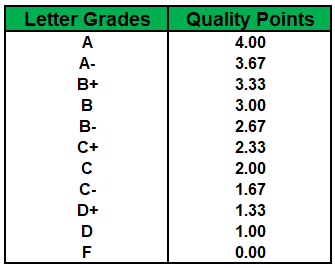 Letter Grades Quality Points
A 4.00
A- 3.67
B+ 3.33
B 3.00
B- 2.67
C+ 2.33
C 2.00
C- 1.67
D+ 1.33
D 1.00
F 0.00